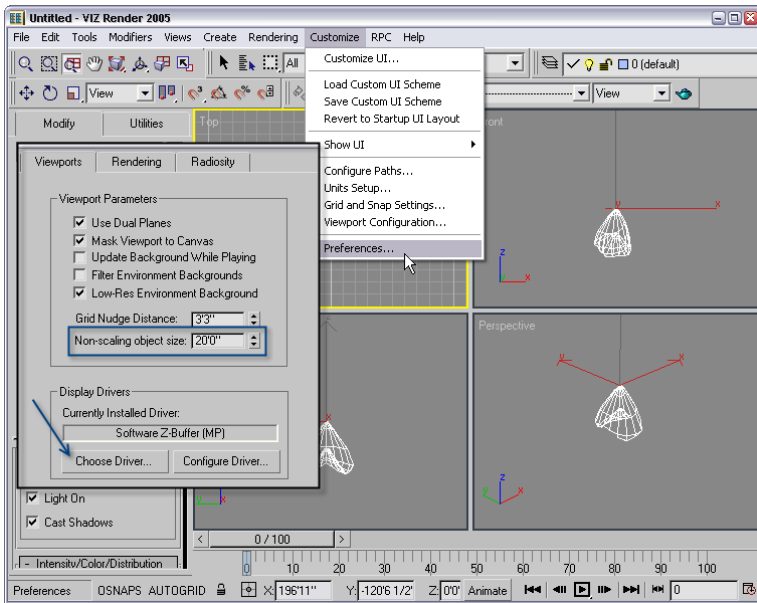 Untitled - VIZ Render 2005
File Edit Tools Modifiers Views Create Rendering Customize RPC Help
All
0 (default)
View
View
Customize UI...
Load Custom UI Scheme
Save Custom UI Scheme
Revert to Startup UI Layout
Show UI
Configure Paths...
Units Setup...
Grid and Snap Settings...
Viewport Configuration...
Preferences...
Modify Utilities
Top
ront
Viewports Rendering Radiosity
Viewport Parameters
Use Dual Planes
Mask Viewport to Canvas
Update Background While Playing
Filter Environment Backgrounds
Low-Res Environment Background
Grid Nudge Distance: 3'3"
Non-scaling object size: 20'0"
Display Drivers
Currently Installed Driver:
Software Z-Buffer (MP)
Choose Driver... Configure Driver...
y x
z
x
Perspective
y x
x
z
y x
y x
Light On
Cast Shadows
- Intensity/Color/Distribution
< 0 / 100 >
0 10 20 30 40 50 60 70 80 90 100
Preferences OSNAPS AUTOGRID X: 196'11" Y: -120'6 1/2' Z: 0'0' Animate 0